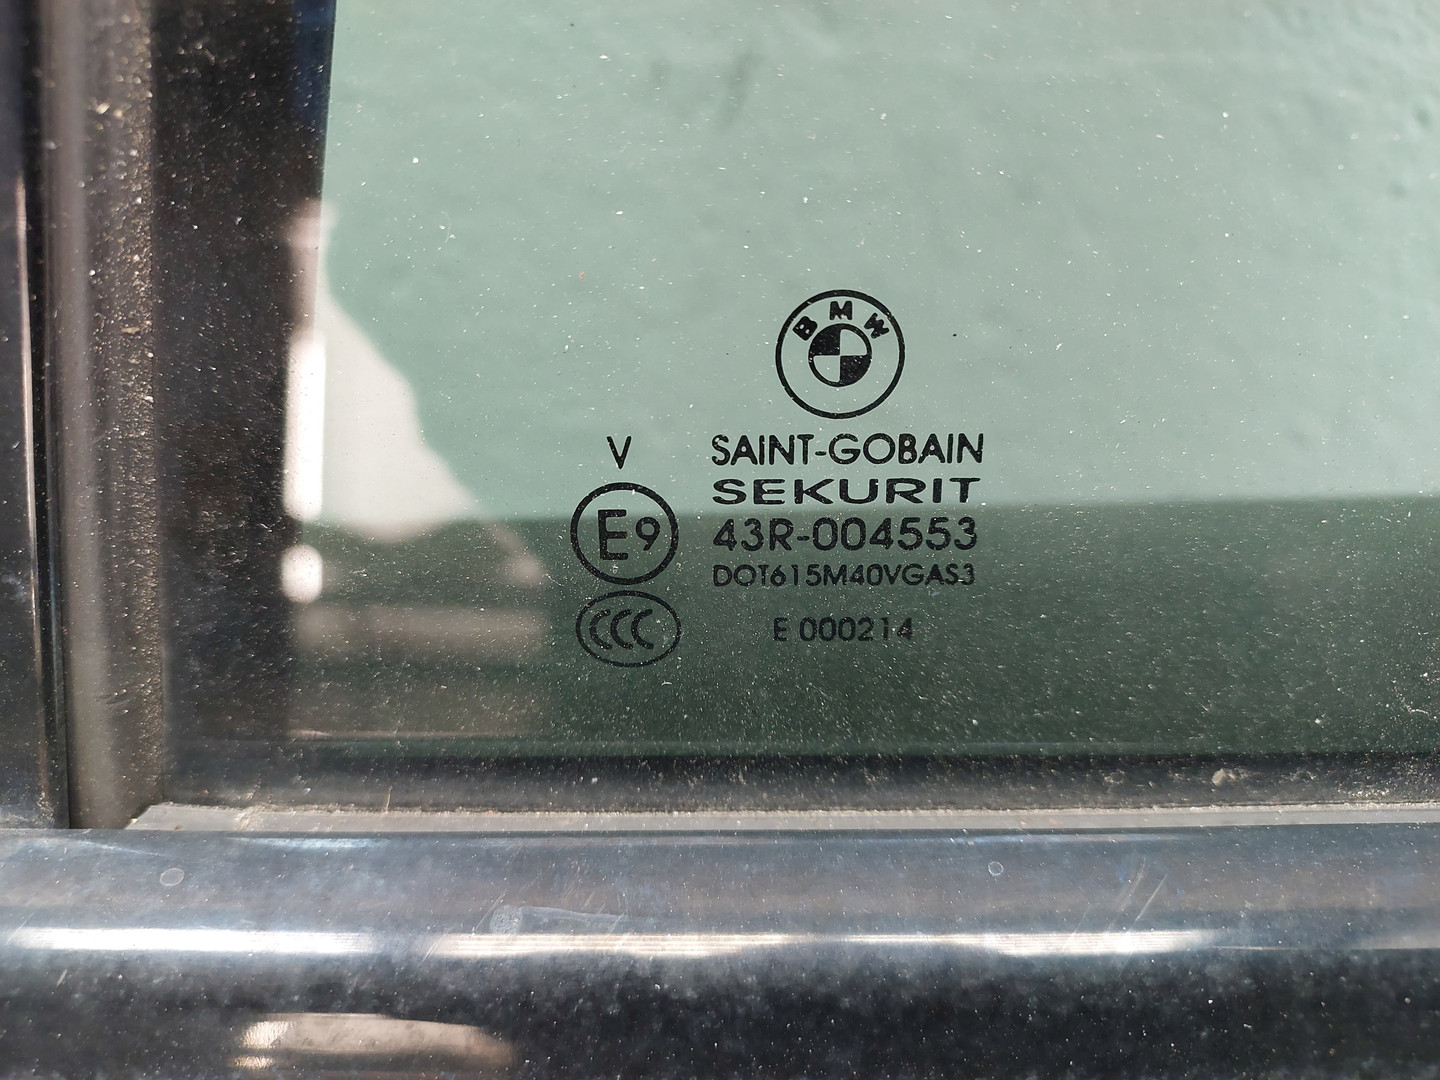 BMW
V
SAINT-GOBAIN
SEKURIT
E9
43R-004553
DOT615M40VGAS3
CCC
E 000214